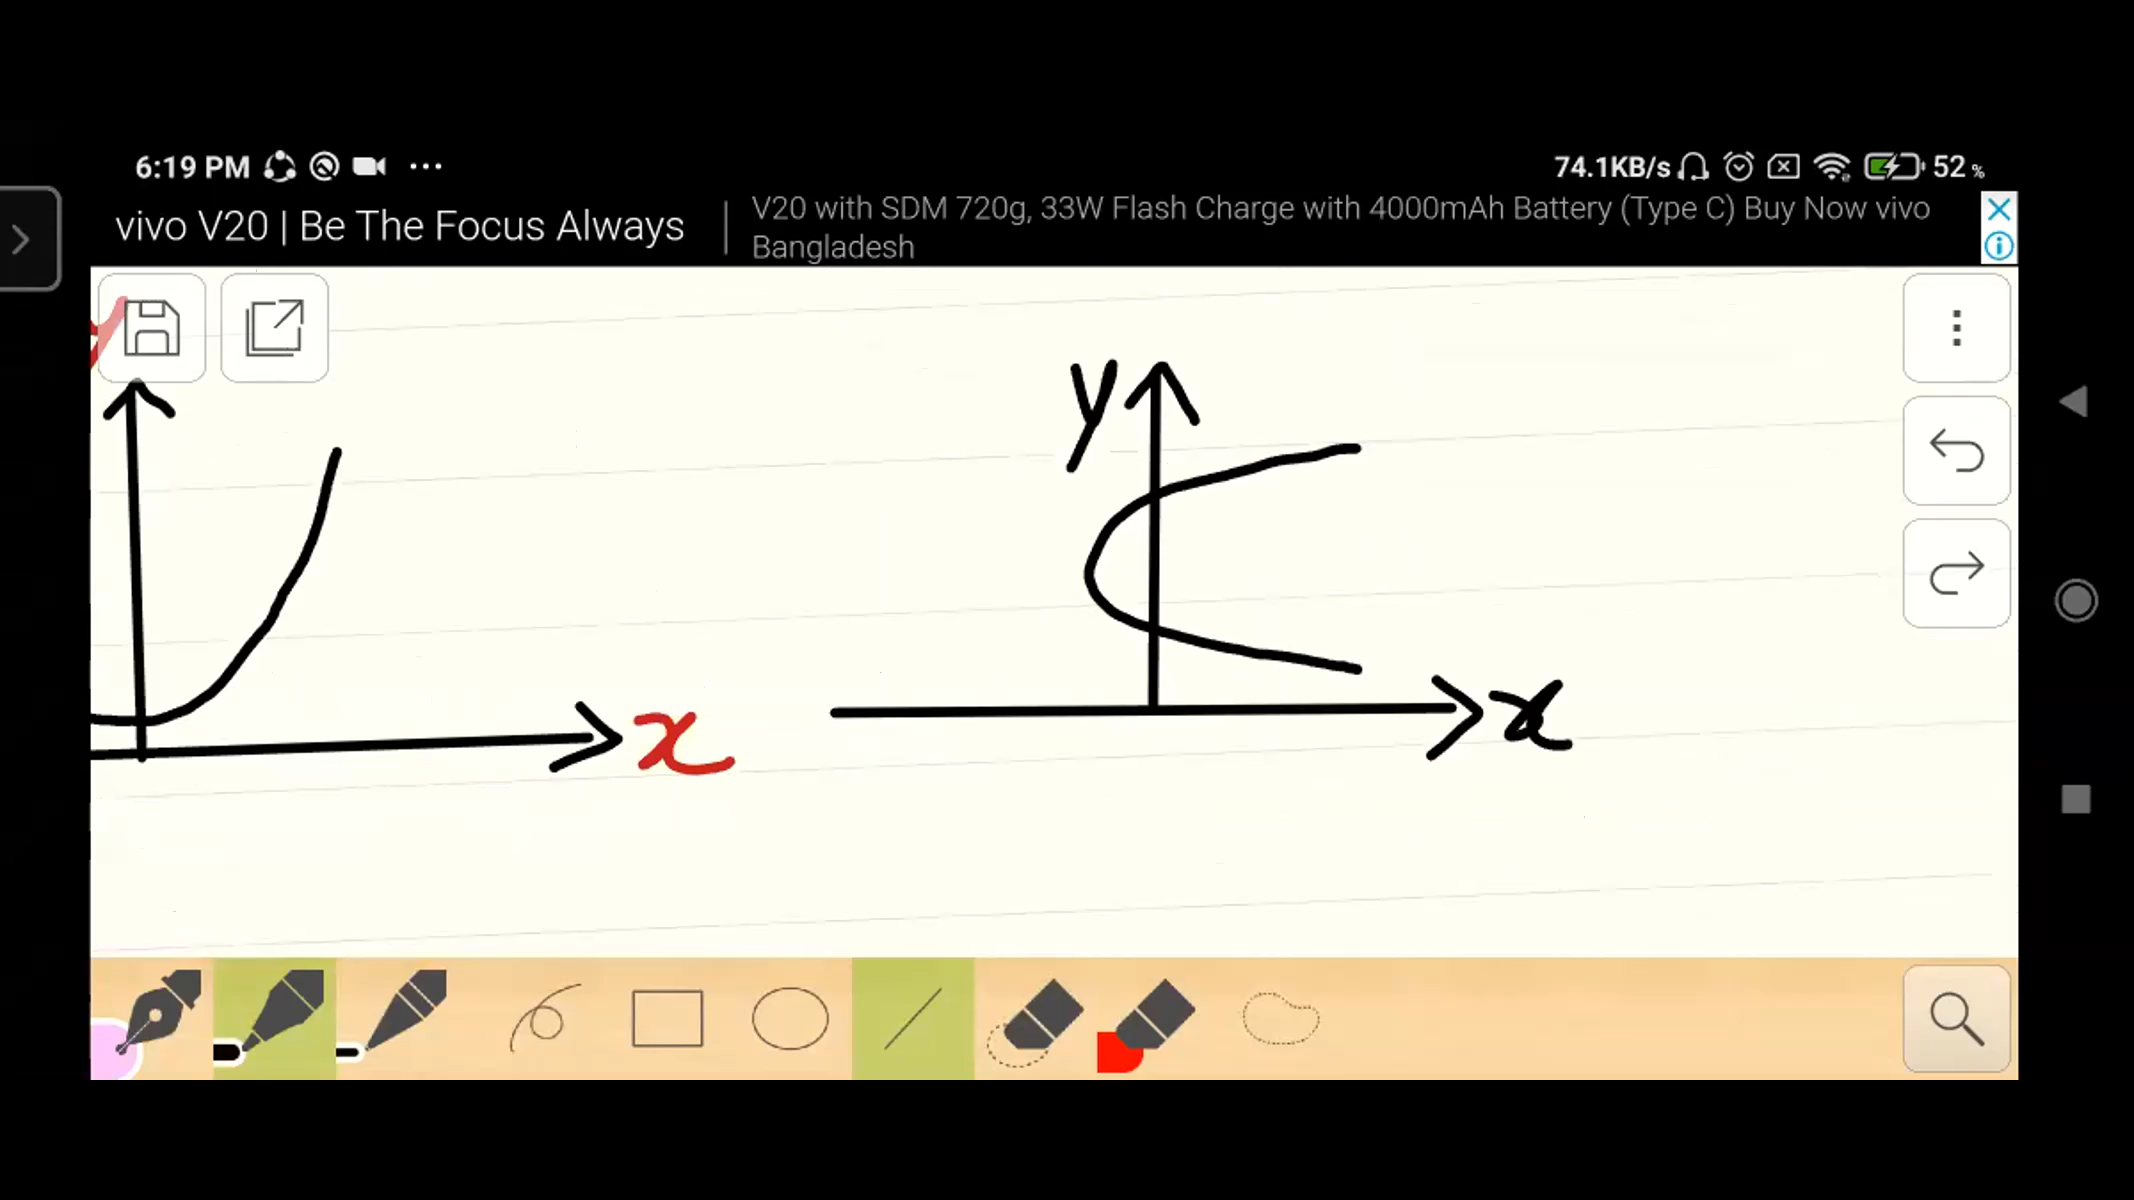 6:19 PM 74.1KB/s 52 %
vivo V20 | Be The Focus Always
V20 with SDM 720g, 33W Flash Charge with 4000mAh Battery (Type C) Buy Now vivo
Bangladesh
y
x
x